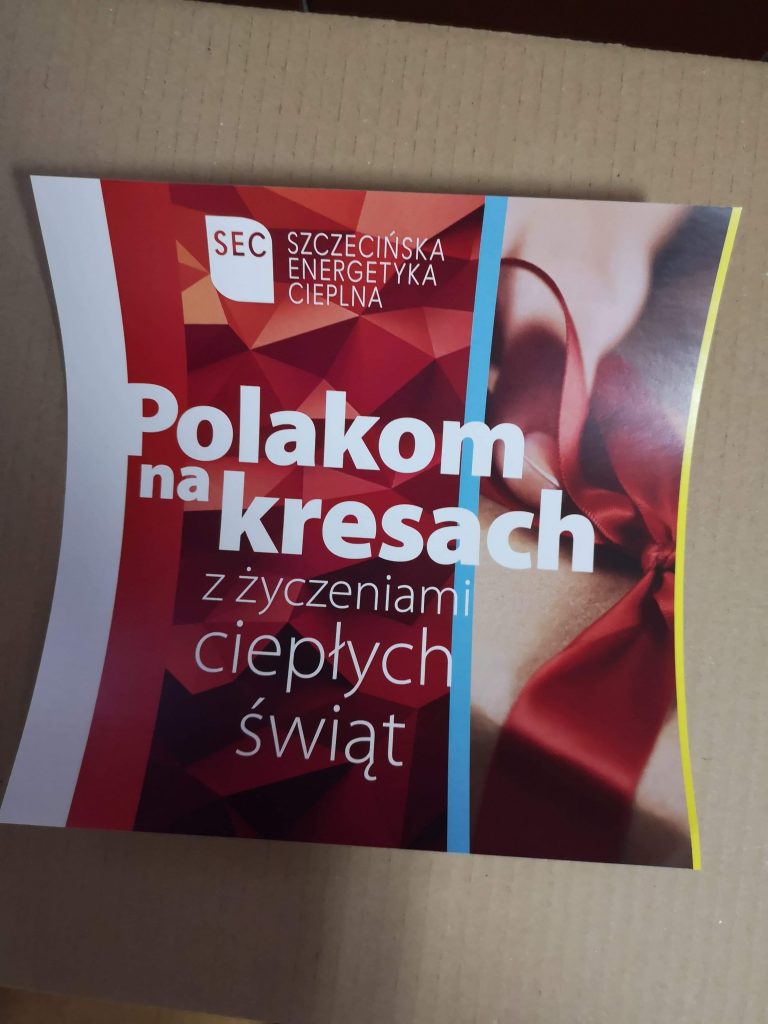 SEC
SZCZECIŃSKA
ENERGETYKA
CIEPLNA
Polakom
na kresach
z życzeniami
ciepłych
świąt